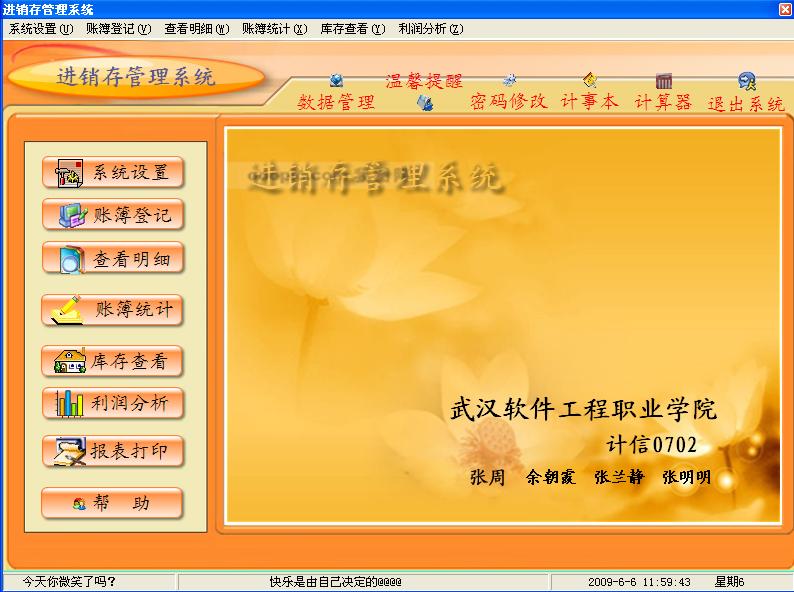 进销存管理系统
系统设置(U) 账簿登记(V) 查看明细(W) 账簿统计(X) 库存查看(Y) 利润分析(Z)
进销存管理系统
数据管理 温馨提醒 密码修改 计事本 计算器 退出系统
进销存管理系统
系统设置
账簿登记
查看明细
账簿统计
库存查看
利润分析
报表打印
帮 助
武汉软件工程职业学院
计信0702
张周 余朝霞 张兰静 张明明
今天你微笑了吗? 快乐是由自己决定的@@@@ 2009-6-6 11:59:43 星期6